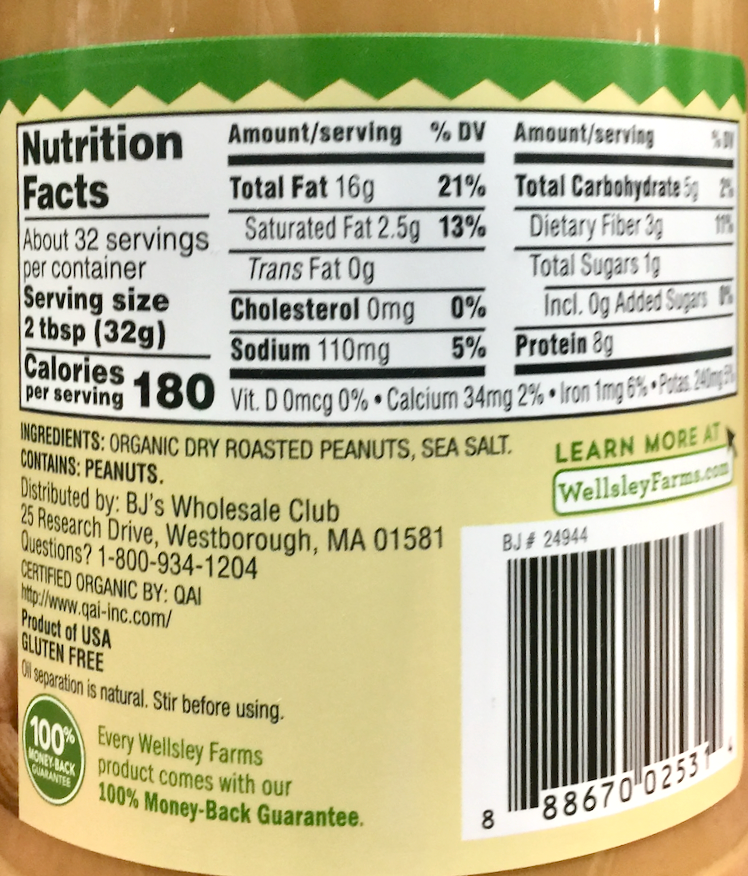 Nutrition
Facts
About 32 servings
per container
Serving size
2 tbsp (32g)
Calories
per serving 180
Amount/serving % DV
Total Fat 16g 21%
Saturated Fat 2.5g 13%
Trans Fat 0g
Cholesterol 0mg 0%
Sodium 110mg 5%
Amount/serving % DV
Total Carbohydrate 5g 2%
Dietary Fiber 3g 11%
Total Sugars 1g
Incl. 0g Added Sugars 0%
Protein 8g
Vit. D 0mcg 0% • Calcium 34mg 2% • Iron 1mg 6% • Potas. 240mg 5%
INGREDIENTS: ORGANIC DRY ROASTED PEANUTS, SEA SALT.
CONTAINS: PEANUTS.
Distributed by: BJ's Wholesale Club
25 Research Drive, Westborough, MA 01581
Questions? 1-800-934-1204
CERTIFIED ORGANIC BY: QAI
http://www.qai-inc.com/
Product of USA
GLUTEN FREE
Oil separation is natural. Stir before using.
100%
MONEY-BACK
GUARANTEE
Every Wellsley Farms
product comes with our
100% Money-Back Guarantee.
LEARN MORE AT
WellsleyFarms.com
BJ# 24944
8 88670 02531 4